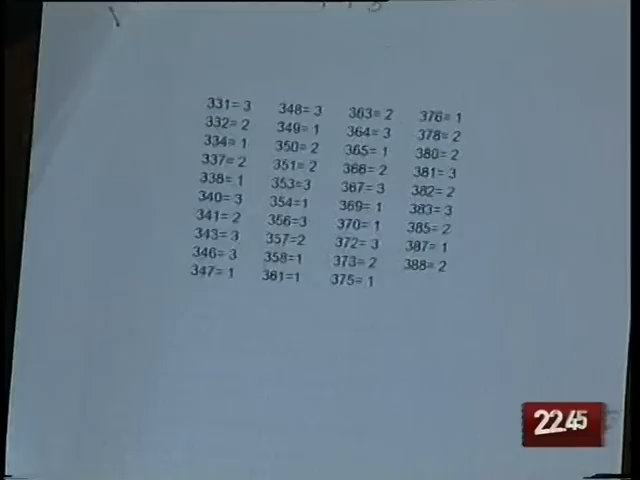 331= 3 348= 3 363= 2 376= 1
332= 2 349= 1 364= 3 378= 2
334= 1 350= 2 365= 1 380= 2
337= 2 351= 2 366= 2 381= 3
338= 1 353=3 367= 3 382= 2
340= 3 354=1 369= 1 383= 3
341= 2 356=3 370= 1 385= 2
343= 3 357=2 372= 3 387= 1
346= 3 358=1 373= 2 388= 2
347= 1 361=1 375= 1
22.45